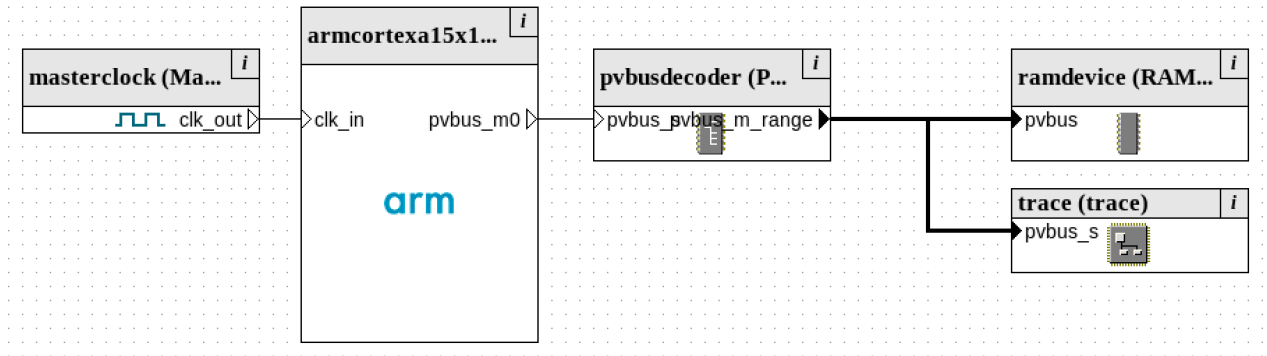 masterclock (Ma...
i
clk_out
armcortexa15x1...
i
clk_in
pvbus_m0
arm
pvbusdecoder (P...
i
pvbus_s
pvbus_m_range
ramdevice (RAM...
i
pvbus
trace (trace)
i
pvbus_s